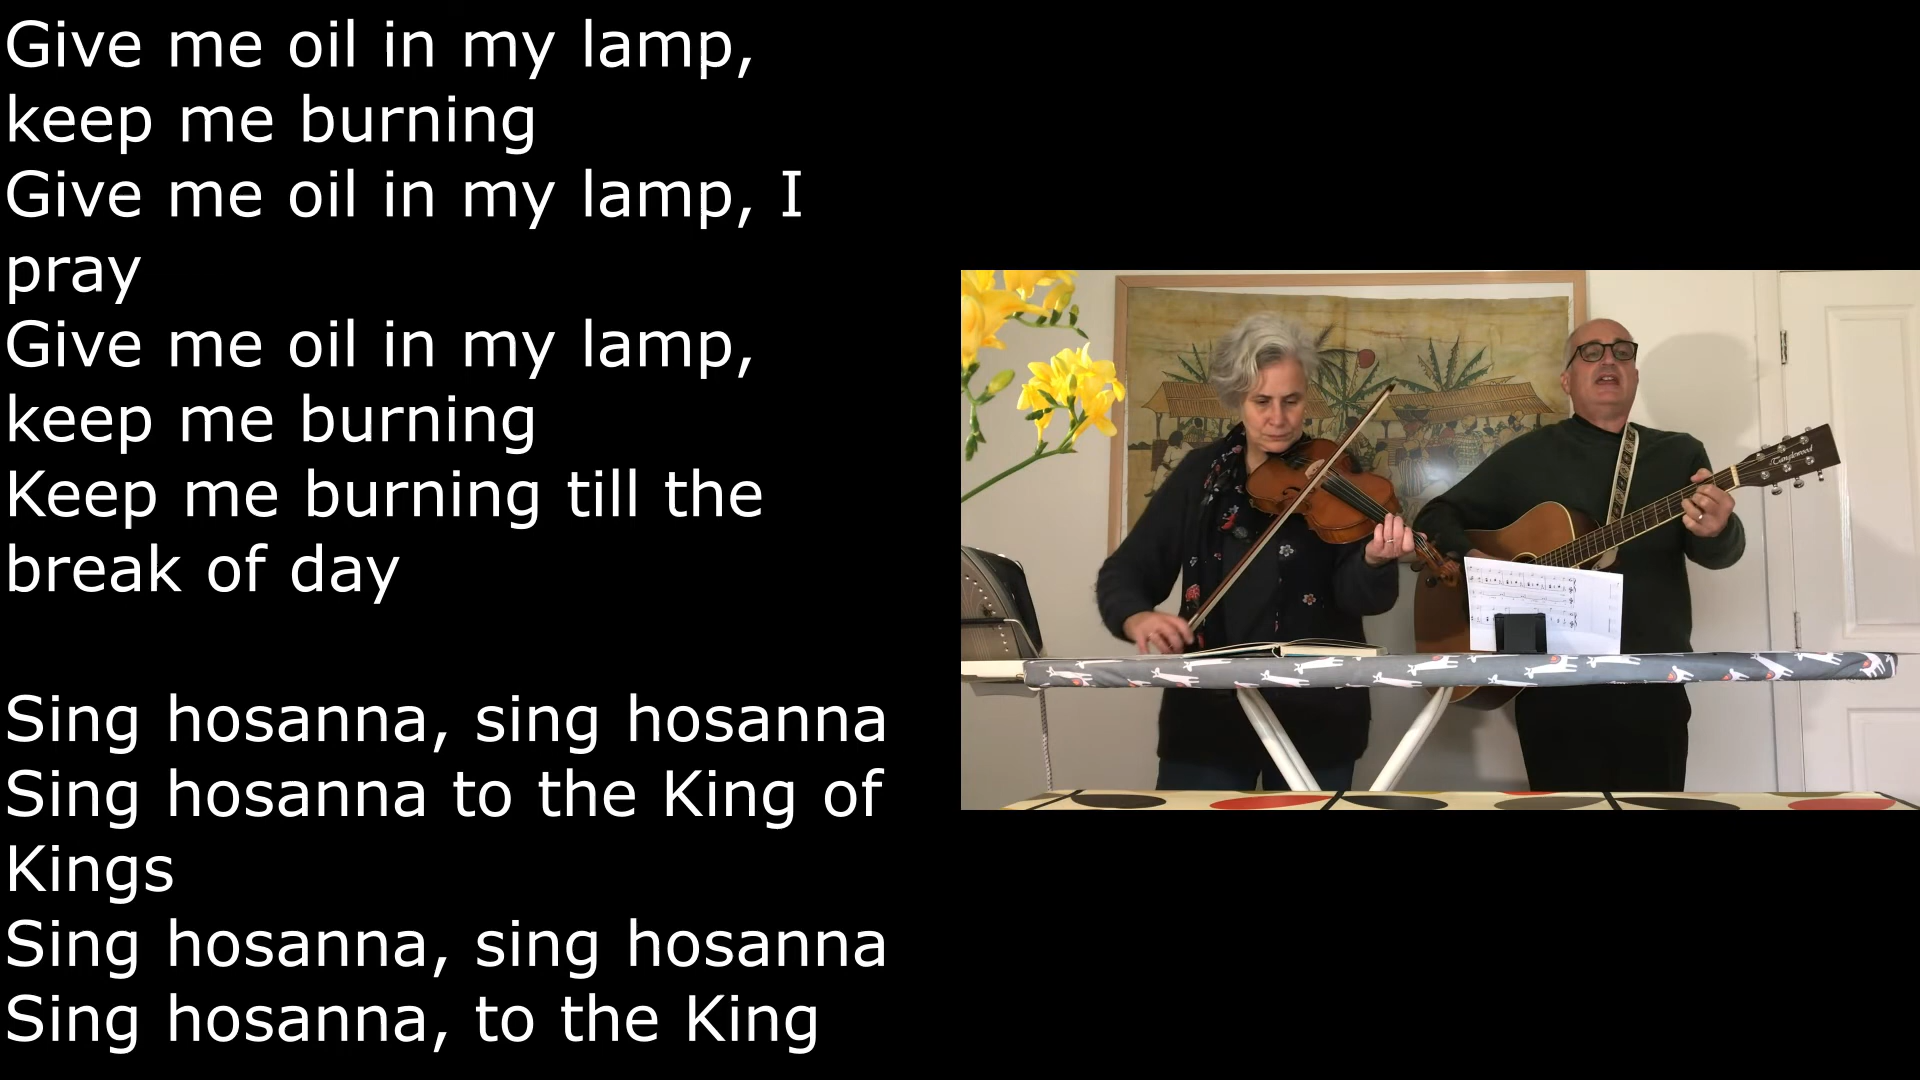 Give me oil in my lamp,
keep me burning
Give me oil in my lamp, I
pray
Give me oil in my lamp,
keep me burning
Keep me burning till the
break of day
Sing hosanna, sing hosanna
Sing hosanna to the King of
Kings
Sing hosanna, sing hosanna
Sing hosanna, to the King
Tanglewood